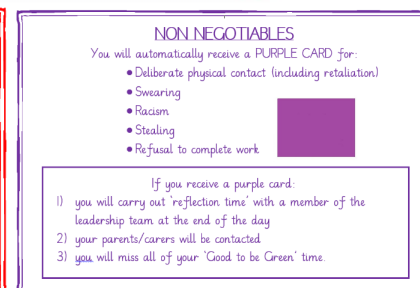 NON NEGOTIABLES
You will automatically receive a PURPLE CARD for:
• Deliberate physical contact (including retaliation)
• Swearing
• Racism
• Stealing
• Refusal to complete work
If you receive a purple card:
1) you will carry out 'reflection time' with a member of the
leadership team at the end of the day
2) your parents/carers will be contacted
3) you will miss all of your 'Good to be Green' time.